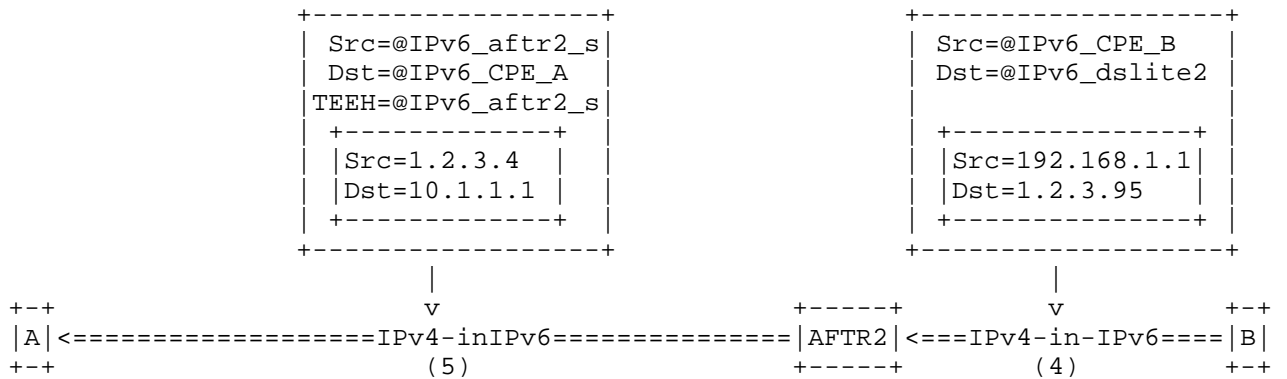 +------------------+                  +-------------------+
                  | Src=@IPv6_aftr2_s|                  | Src=@IPv6_CPE_B   |
                  | Dst=@IPv6_CPE_A  |                  | Dst=@IPv6_dslite2 |
                  |TEEH=@IPv6_aftr2_s|                  |                   |
                  | +-------------+  |                  | +---------------+ |
                  | |Src=1.2.3.4  |  |                  | |Src=192.168.1.1| |
                  | |Dst=10.1.1.1 |  |                  | |Dst=1.2.3.95   | |
                  | +-------------+  |                  | +---------------+ |
                  +------------------+                  +-------------------+
                          |                                      |
+-+                       v                      +-----+         v          +-+
|A|<===================IPv4-inIPv6===============|AFTR2|<===IPv4-in-IPv6====|B|
+-+                      (5)                     +-----+        (4)         +-+